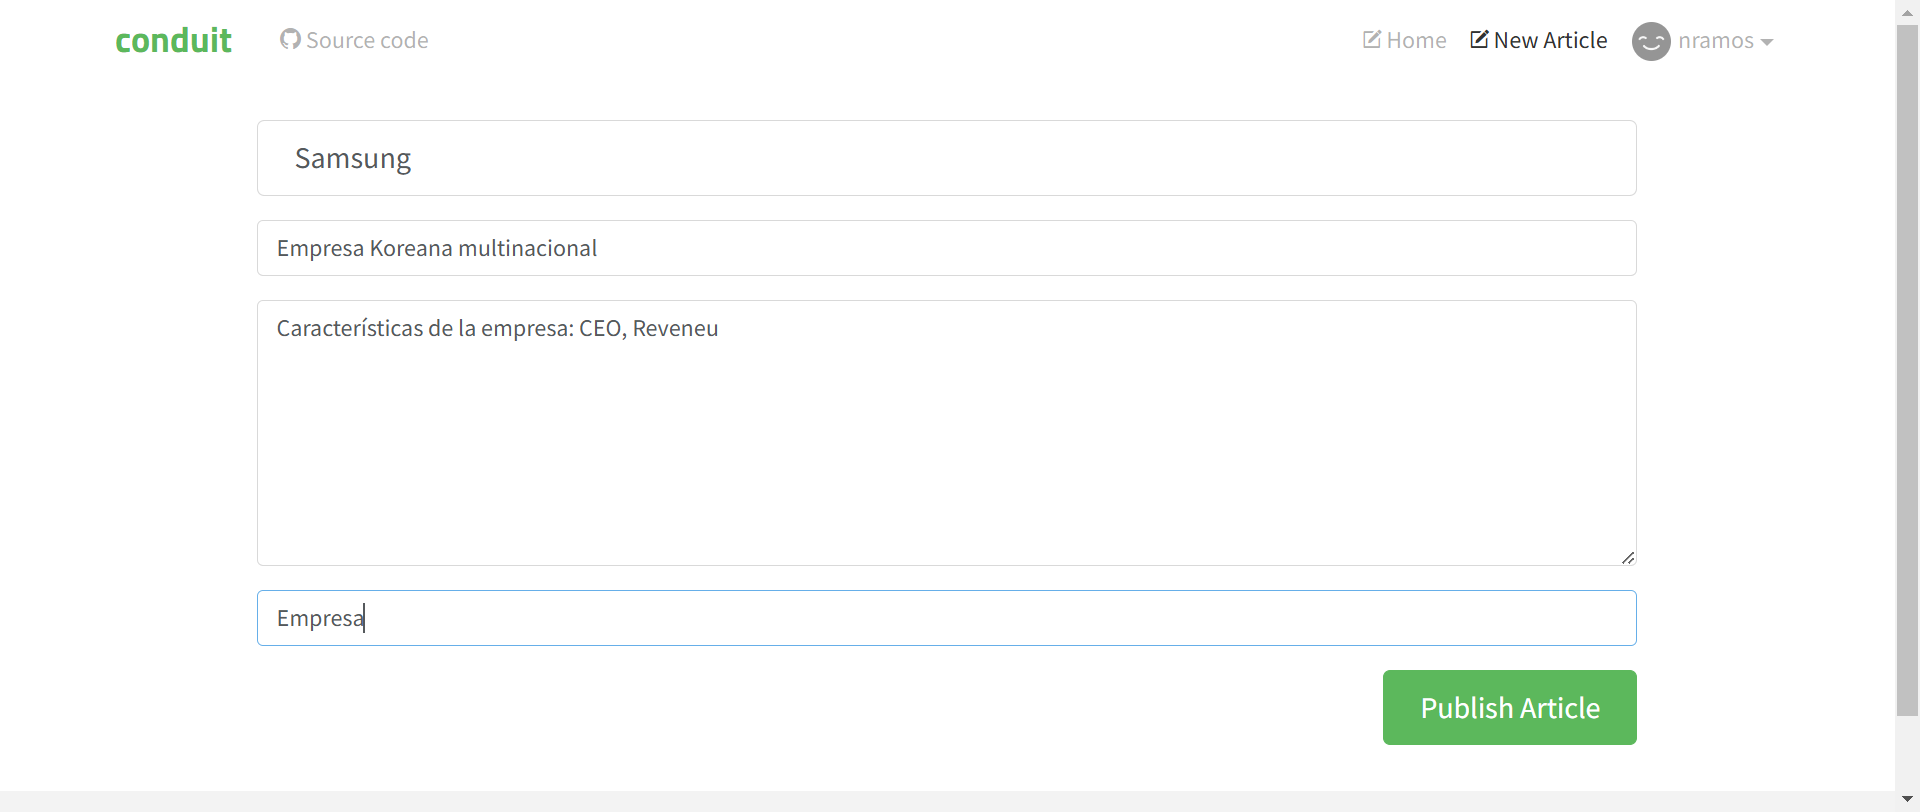 conduit Source code Home New Article nramos
Samsung
Empresa Koreana multinacional
Características de la empresa: CEO, Reveneu
Empresa
Publish Article